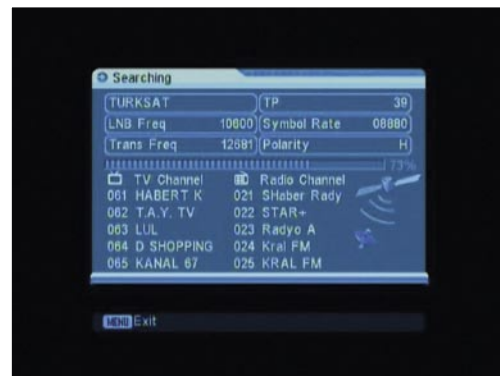 Searching
TURKSAT TP 39
LNB Freq 10600 Symbol Rate 08880
Trans Freq 12681 Polarity H
73%
TV Channel Radio Channel
061 HABERT K 021 SHaber Rady
062 T.A.Y. TV 022 STAR+
063 LUL 023 Radyo A
064 D SHOPPING 024 Kral FM
065 KANAL 67 025 KRAL FM
MENU Exit